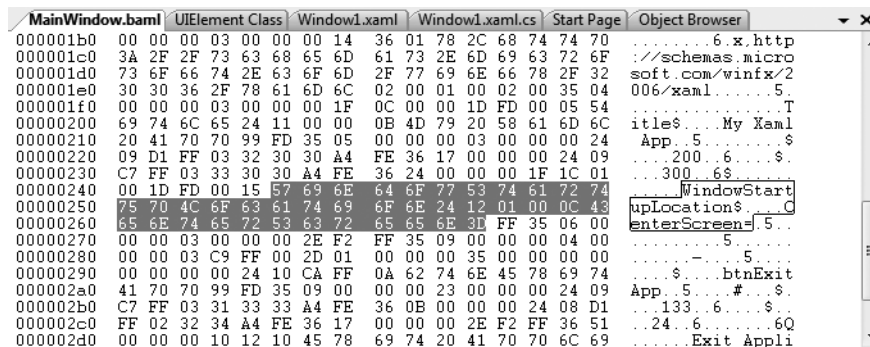 MainWindow.baml UIElement Class Window1.xaml Window1.xaml.cs Start Page Object Browser
000001b0 00 00 00 03 00 00 00 14 36 01 78 2C 68 74 74 70 ........6.x,http
000001c0 3A 2F 2F 73 63 68 65 6D 61 73 2E 6D 69 63 72 6F ://schemas.micro
000001d0 73 6F 66 74 2E 63 6F 6D 2F 77 69 6E 66 78 2F 32 soft.com/winfx/2
000001e0 30 30 36 2F 78 61 6D 6C 02 00 01 00 02 00 35 04 006/xaml......5.
000001f0 00 00 00 03 00 00 00 1F 0C 00 00 1D FD 00 05 54 ...............T
00000200 69 74 6C 65 24 11 00 00 0B 4D 79 20 58 61 6D 6C itle$....My Xaml
00000210 20 41 70 70 99 FD 35 05 00 00 00 03 00 00 00 24  App..5........$
00000220 09 D1 FF 03 32 30 30 A4 FE 36 17 00 00 00 24 09 ....200..6....$.
00000230 C7 FF 03 33 30 30 A4 FE 36 24 00 00 00 1F 1C 01 ...300..6$......
00000240 00 1D FD 00 15 57 69 6E 64 6F 77 53 74 61 72 74 .....WindowStart
00000250 75 70 4C 6F 63 61 74 69 6F 6E 24 12 01 00 0C 43 upLocation$....C
00000260 65 6E 74 65 72 53 63 72 65 65 6E 3D FF 35 06 00 enterScreen=.5..
00000270 00 00 03 00 00 00 2E F2 FF 35 09 00 00 00 04 00 .........5......
00000280 00 00 03 C9 FF 00 2D 01 00 00 00 35 00 00 00 00 ......-....5....
00000290 00 00 00 00 24 10 CA FF 0A 62 74 6E 45 78 69 74 ....$....btnExit
000002a0 41 70 70 99 FD 35 09 00 00 00 23 00 00 00 24 09 App..5....#...$.
000002b0 C7 FF 03 31 33 33 A4 FE 36 0B 00 00 00 24 08 D1 ...133..6....$..
000002c0 FF 02 32 34 A4 FE 36 17 00 00 00 2E F2 FF 36 51 ..24..6.......6Q
000002d0 00 00 00 10 12 10 45 78 69 74 20 41 70 70 6C 69 ......Exit Appli